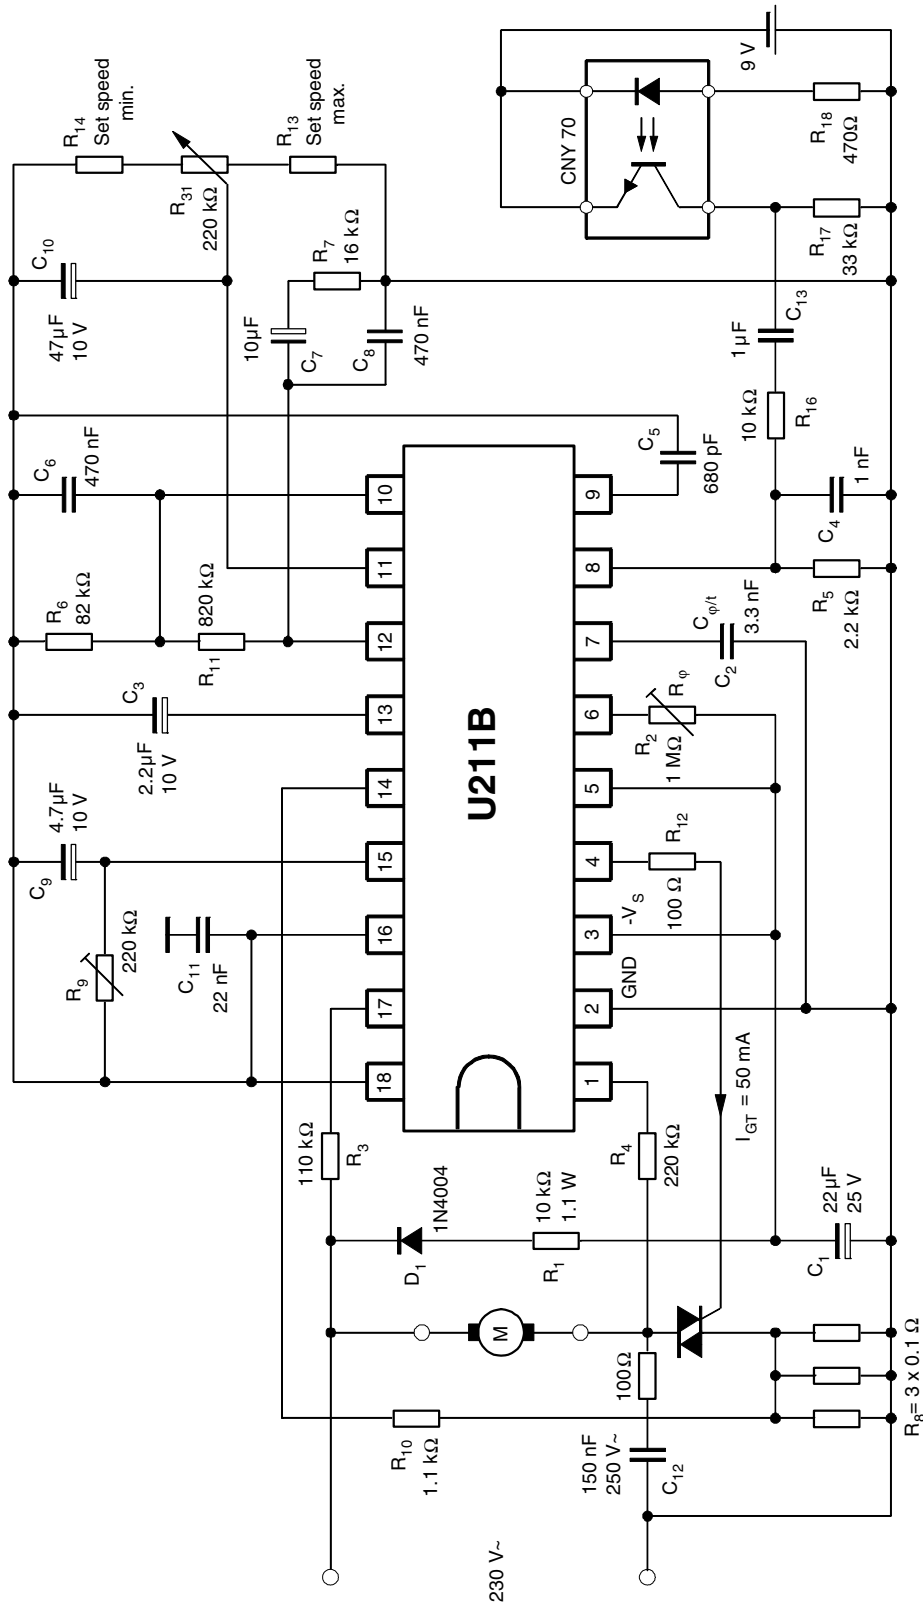 230 V~
R10
1.1 kΩ
150 nF
250 V~
C12
100Ω
R8= 3 x 0.1 Ω
M
D1
1N4004
R1
10 kΩ
1.1 W
C1
22 µF
25 V
110 kΩ
R3
R4
220 kΩ
IGT = 50 mA
R9
220 kΩ
C11
22 nF
C9
4.7µF
10 V
2.2µF
10 V
C3
R6
82 kΩ
R11
820 kΩ
C6
470 nF
47µF
10 V
C10
R14
Set speed
min.
R31
220 kΩ
R13
Set speed
max.
10µF
C7
R7
16 kΩ
C8
470 nF
18
17
16
15
14
13
12
11
10
U211B
1
2
3
4
5
6
7
8
9
GND
-VS
100 Ω
R12
R2
Rφ
1 MΩ
C2
Cφ/t
3.3 nF
C5
680 pF
R5
2.2 kΩ
C4
1 nF
10 kΩ
R16
1 µF
C13
R17
33 kΩ
R18
470Ω
CNY 70
9 V